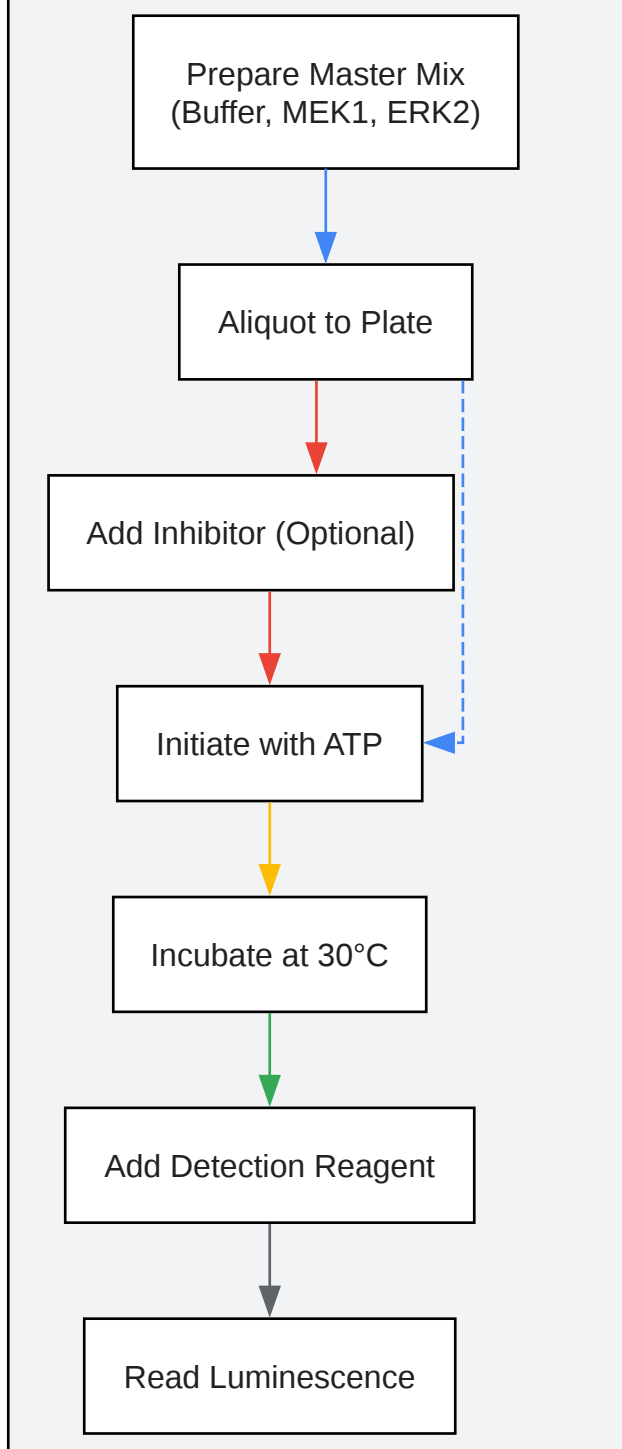 Prepare Master Mix
(Buffer, MEK1, ERK2)
Aliquot to Plate
Add Inhibitor (Optional)
Initiate with ATP
Incubate at 30°C
Add Detection Reagent
Read Luminescence